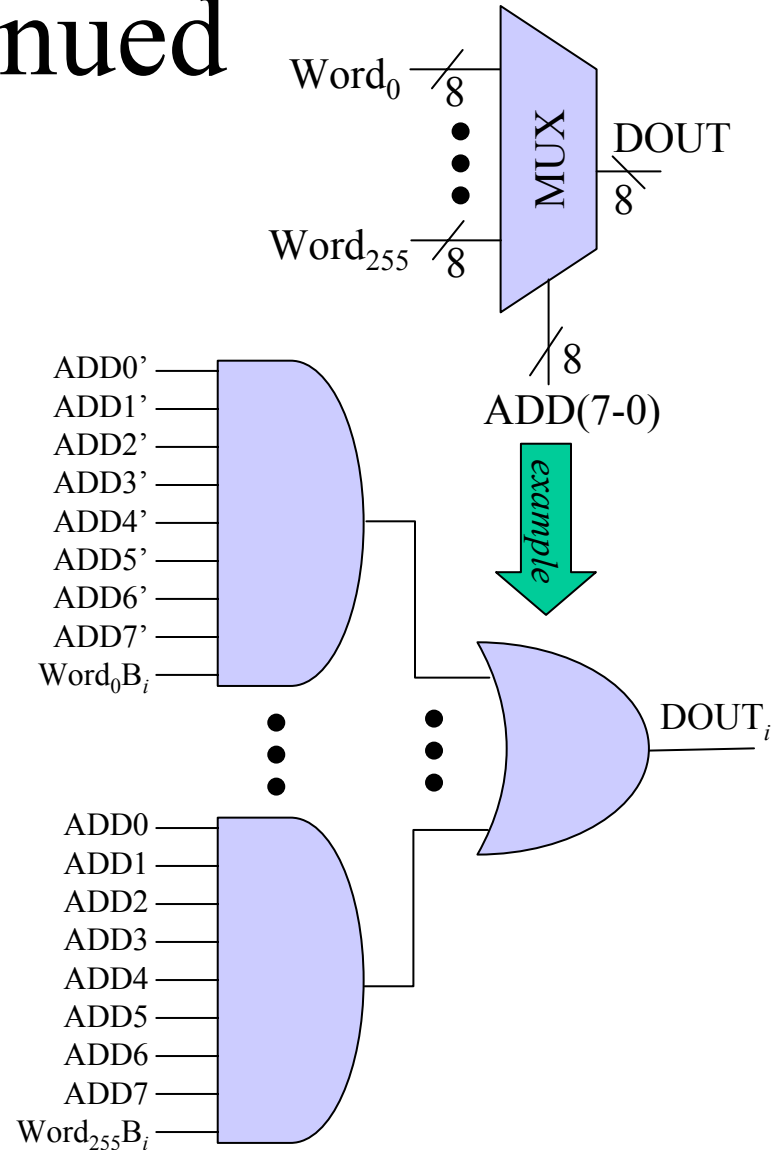 nued
Word₀
8
MUX
DOUT
8
Word₂₅₅
8
8
ADD(7-0)
example
ADD0’
ADD1’
ADD2’
ADD3’
ADD4’
ADD5’
ADD6’
ADD7’
Word₀Bᵢ
DOUTᵢ
ADD0
ADD1
ADD2
ADD3
ADD4
ADD5
ADD6
ADD7
Word₂₅₅Bᵢ